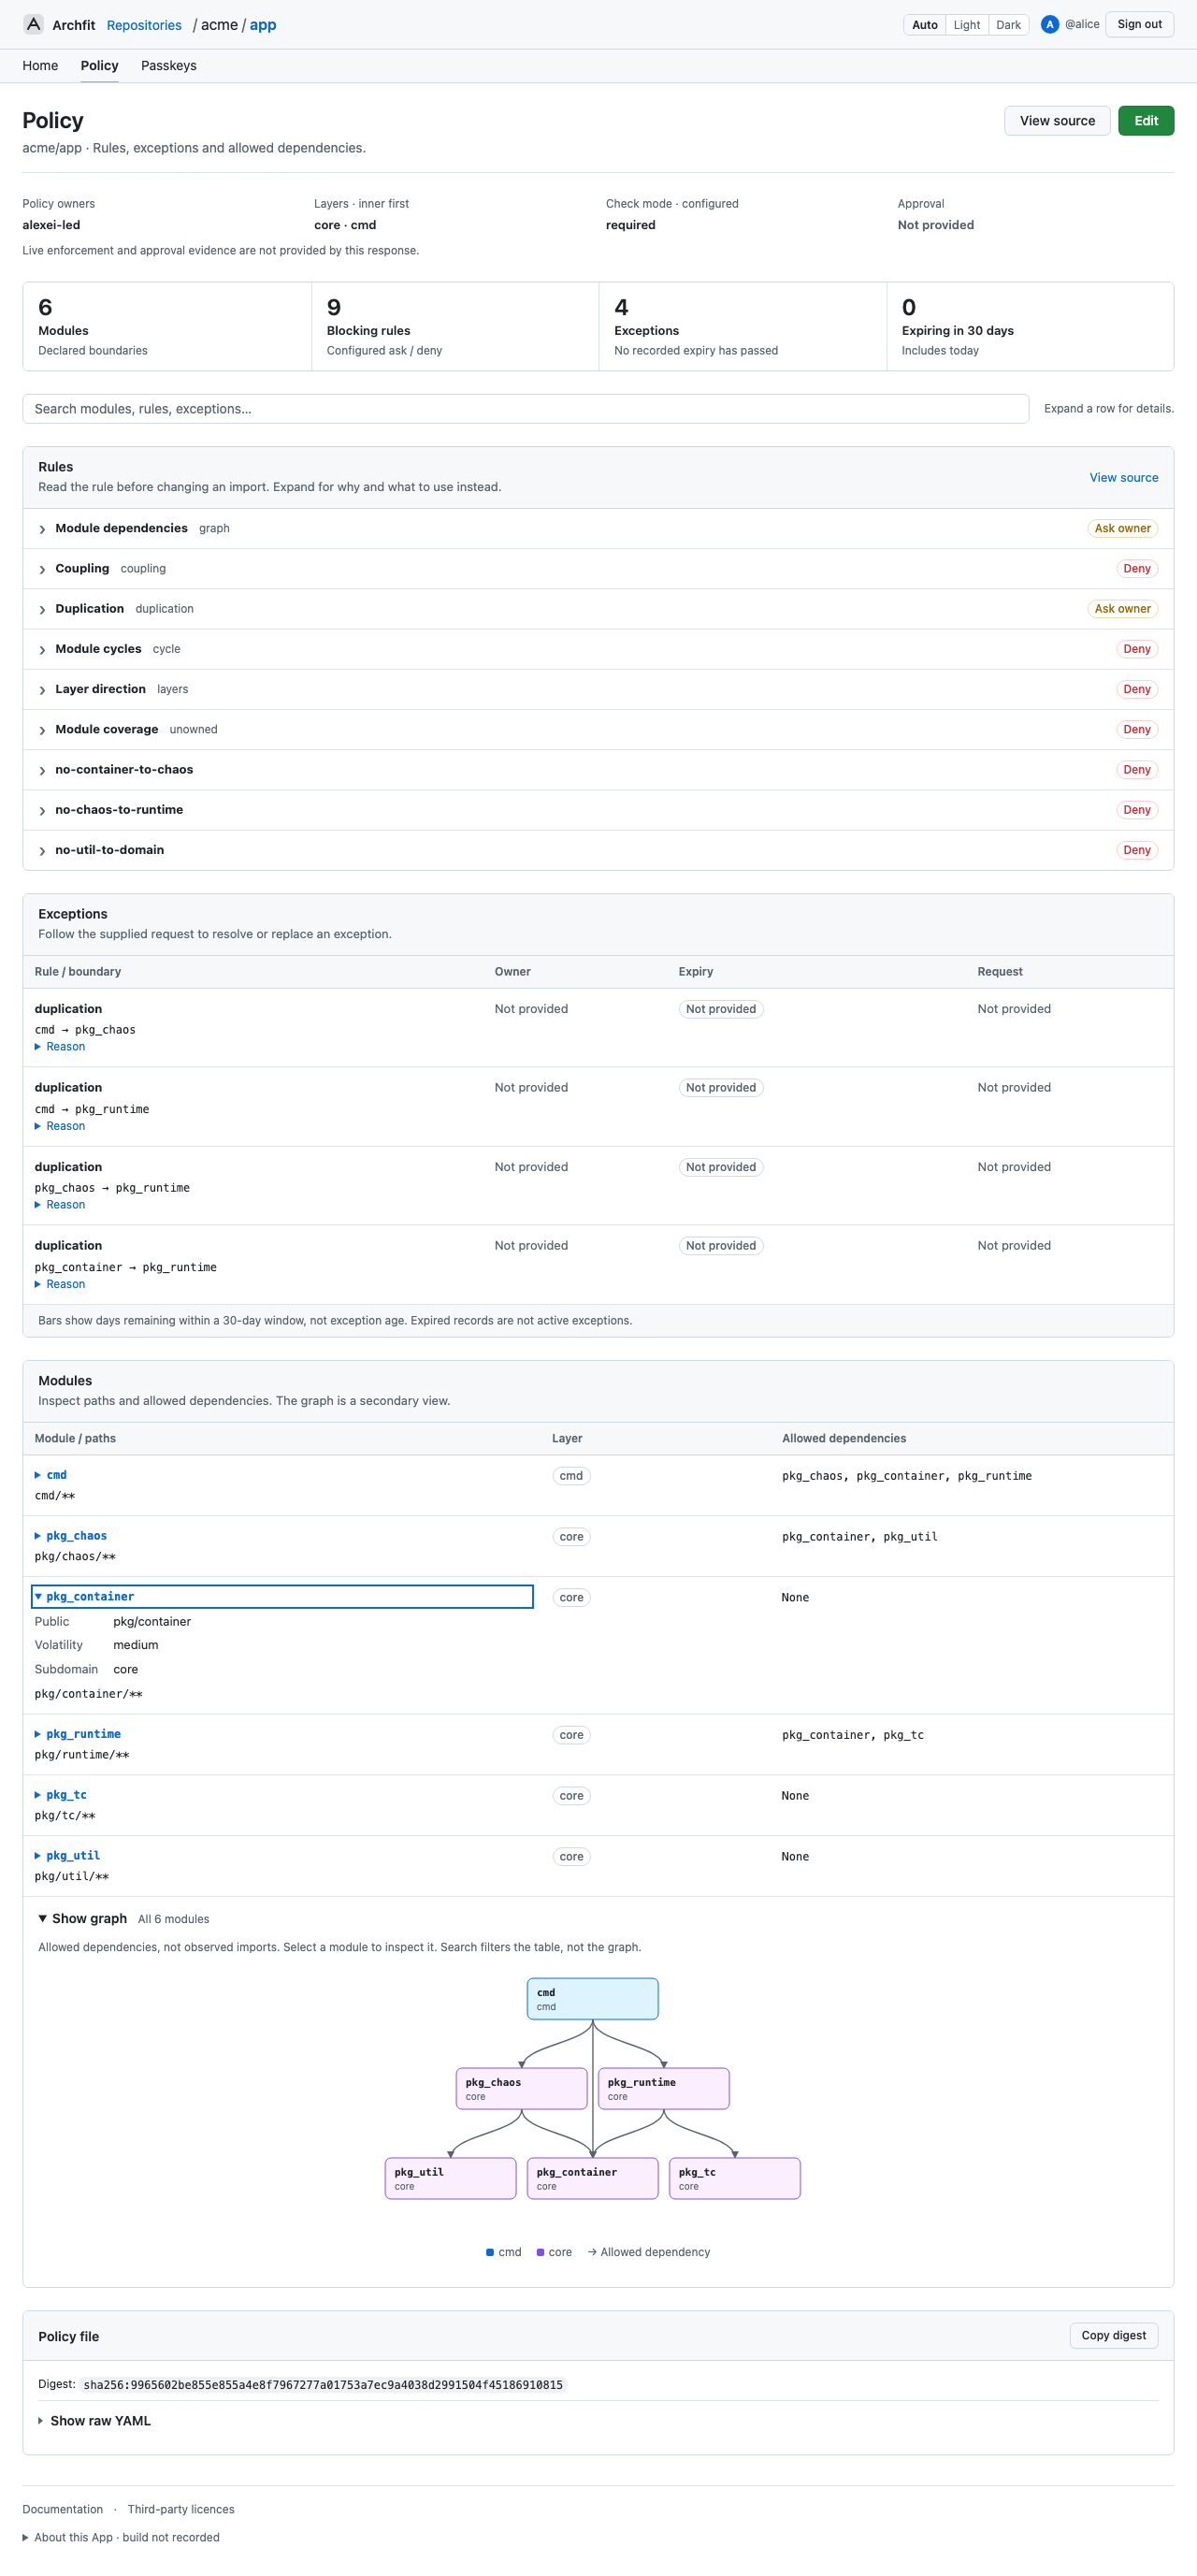 Archfit Repositories / acme / app
Auto Light Dark A @alice Sign out
Home Policy Passkeys
Policy
View source Edit
acme/app · Rules, exceptions and allowed dependencies.
Policy owners
alexei-led
Layers · inner first
core · cmd
Check mode · configured
required
Approval
Not provided
Live enforcement and approval evidence are not provided by this response.
6
Modules
Declared boundaries
9
Blocking rules
Configured ask / deny
4
Exceptions
No recorded expiry has passed
0
Expiring in 30 days
Includes today
Search modules, rules, exceptions...
Expand a row for details.
Rules
Read the rule before changing an import. Expand for why and what to use instead.
View source
Module dependencies graph Ask owner
Coupling coupling Deny
Duplication duplication Ask owner
Module cycles cycle Deny
Layer direction layers Deny
Module coverage unowned Deny
no-container-to-chaos Deny
no-chaos-to-runtime Deny
no-util-to-domain Deny
Exceptions
Follow the supplied request to resolve or replace an exception.
Rule / boundary Owner Expiry Request
duplication Not provided Not provided Not provided
cmd → pkg_chaos
Reason
duplication Not provided Not provided Not provided
cmd → pkg_runtime
Reason
duplication Not provided Not provided Not provided
pkg_chaos → pkg_runtime
Reason
duplication Not provided Not provided Not provided
pkg_container → pkg_runtime
Reason
Bars show days remaining within a 30-day window, not exception age. Expired records are not active exceptions.
Modules
Inspect paths and allowed dependencies. The graph is a secondary view.
Module / paths Layer Allowed dependencies
cmd cmd pkg_chaos, pkg_container, pkg_runtime
cmd/**
pkg_chaos core pkg_container, pkg_util
pkg/chaos/**
pkg_container core None
Public pkg/container
Volatility medium
Subdomain core
pkg/container/**
pkg_runtime core pkg_container, pkg_tc
pkg/runtime/**
pkg_tc core None
pkg/tc/**
pkg_util core None
pkg/util/**
Show graph All 6 modules
Allowed dependencies, not observed imports. Select a module to inspect it. Search filters the table, not the graph.
cmd
cmd
pkg_chaos
core
pkg_runtime
core
pkg_util
core
pkg_container
core
pkg_tc
core
cmd core → Allowed dependency
Policy file
Copy digest
Digest: sha256:9965602be855e855a4e8f7967277a01753a7ec9a4038d2991504f45186910815
Show raw YAML
Documentation · Third-party licences
About this App · build not recorded